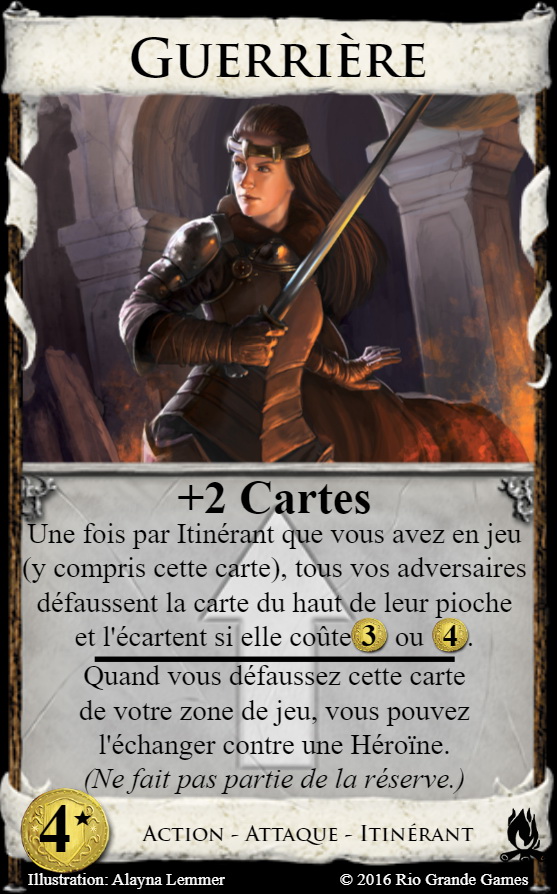 Guerrière
+2 Cartes
Une fois par Itinérant que vous avez en jeu
(y compris cette carte), tous vos adversaires
défaussent la carte du haut de leur pioche
et l'écartent si elle coûte 3 ou 4.
Quand vous défaussez cette carte
de votre zone de jeu, vous pouvez
l'échanger contre une Héroïne.
(Ne fait pas partie de la réserve.)
4* Action - Attaque - Itinérant
Illustration: Alayna Lemmer © 2016 Rio Grande Games